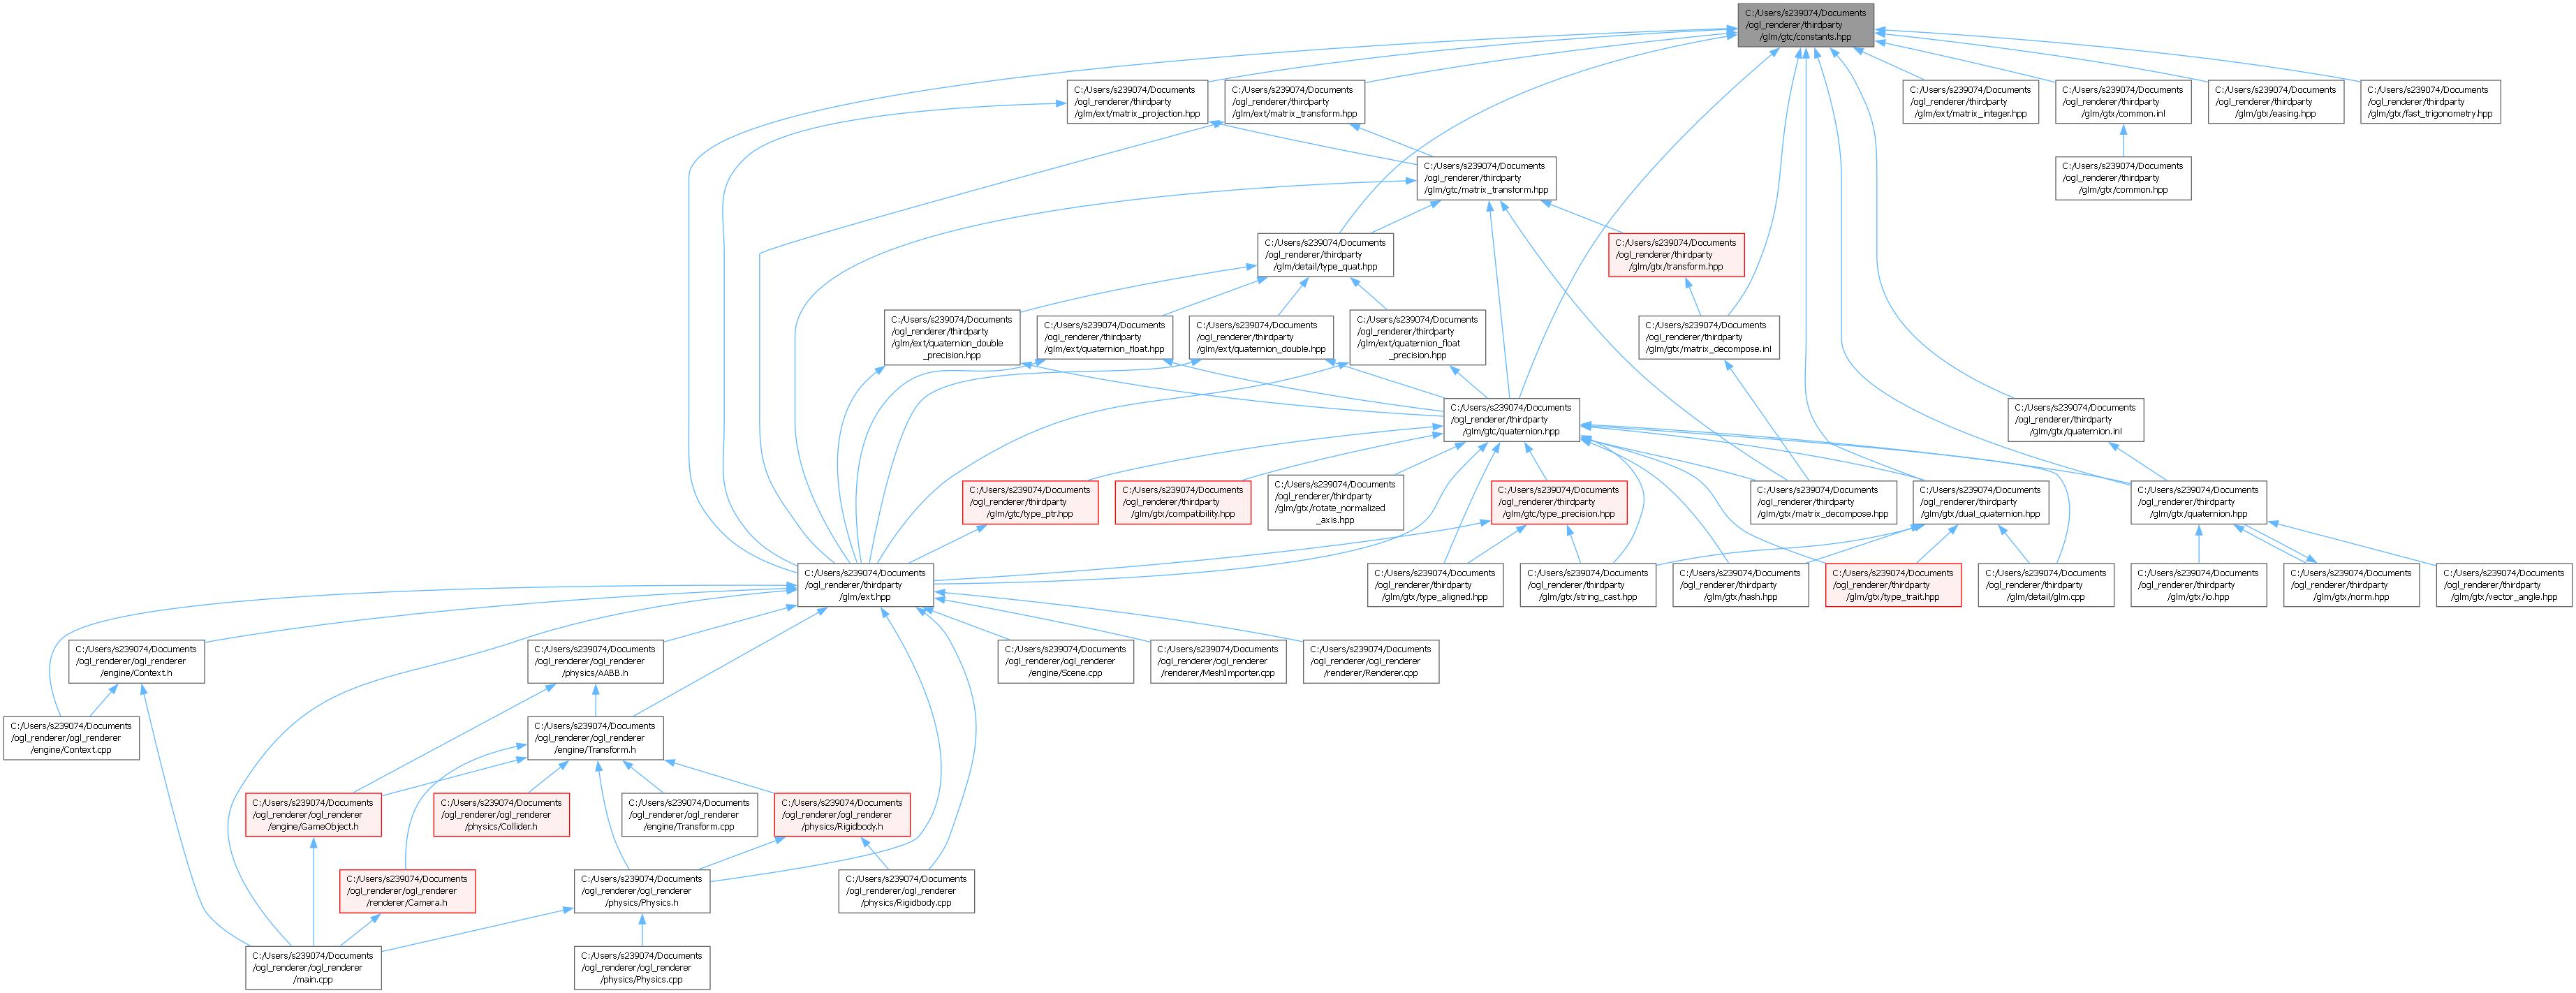 C:/Users/s239074/Documents
/ogl_renderer/thirdparty
/glm/gtc/constants.hpp
C:/Users/s239074/Documents
/ogl_renderer/thirdparty
/glm/ext/matrix_projection.hpp
C:/Users/s239074/Documents
/ogl_renderer/thirdparty
/glm/ext/matrix_transform.hpp
C:/Users/s239074/Documents
/ogl_renderer/thirdparty
/glm/ext/matrix_integer.hpp
C:/Users/s239074/Documents
/ogl_renderer/thirdparty
/glm/gtx/common.inl
C:/Users/s239074/Documents
/ogl_renderer/thirdparty
/glm/gtx/easing.hpp
C:/Users/s239074/Documents
/ogl_renderer/thirdparty
/glm/gtx/fast_trigonometry.hpp
C:/Users/s239074/Documents
/ogl_renderer/thirdparty
/glm/gtc/matrix_transform.hpp
C:/Users/s239074/Documents
/ogl_renderer/thirdparty
/glm/gtx/common.hpp
C:/Users/s239074/Documents
/ogl_renderer/thirdparty
/glm/detail/type_quat.hpp
C:/Users/s239074/Documents
/ogl_renderer/thirdparty
/glm/gtx/transform.hpp
C:/Users/s239074/Documents
/ogl_renderer/thirdparty
/glm/ext/quaternion_double
_precision.hpp
C:/Users/s239074/Documents
/ogl_renderer/thirdparty
/glm/ext/quaternion_float.hpp
C:/Users/s239074/Documents
/ogl_renderer/thirdparty
/glm/ext/quaternion_double.hpp
C:/Users/s239074/Documents
/ogl_renderer/thirdparty
/glm/ext/quaternion_float
_precision.hpp
C:/Users/s239074/Documents
/ogl_renderer/thirdparty
/glm/gtx/matrix_decompose.inl
C:/Users/s239074/Documents
/ogl_renderer/thirdparty
/glm/gtc/quaternion.hpp
C:/Users/s239074/Documents
/ogl_renderer/thirdparty
/glm/gtx/quaternion.inl
C:/Users/s239074/Documents
/ogl_renderer/thirdparty
/glm/gtc/type_ptr.hpp
C:/Users/s239074/Documents
/ogl_renderer/thirdparty
/glm/gtx/compatibility.hpp
C:/Users/s239074/Documents
/ogl_renderer/thirdparty
/glm/gtx/rotate_normalized
_axis.hpp
C:/Users/s239074/Documents
/ogl_renderer/thirdparty
/glm/gtc/type_precision.hpp
C:/Users/s239074/Documents
/ogl_renderer/thirdparty
/glm/gtx/matrix_decompose.hpp
C:/Users/s239074/Documents
/ogl_renderer/thirdparty
/glm/gtx/dual_quaternion.hpp
C:/Users/s239074/Documents
/ogl_renderer/thirdparty
/glm/gtx/quaternion.hpp
C:/Users/s239074/Documents
/ogl_renderer/thirdparty
/glm/ext.hpp
C:/Users/s239074/Documents
/ogl_renderer/thirdparty
/glm/gtx/type_aligned.hpp
C:/Users/s239074/Documents
/ogl_renderer/thirdparty
/glm/gtx/string_cast.hpp
C:/Users/s239074/Documents
/ogl_renderer/thirdparty
/glm/gtx/hash.hpp
C:/Users/s239074/Documents
/ogl_renderer/thirdparty
/glm/gtx/type_trait.hpp
C:/Users/s239074/Documents
/ogl_renderer/thirdparty
/glm/detail/glm.cpp
C:/Users/s239074/Documents
/ogl_renderer/thirdparty
/glm/gtx/io.hpp
C:/Users/s239074/Documents
/ogl_renderer/thirdparty
/glm/gtx/norm.hpp
C:/Users/s239074/Documents
/ogl_renderer/thirdparty
/glm/gtx/vector_angle.hpp
C:/Users/s239074/Documents
/ogl_renderer/ogl_renderer
/engine/Context.h
C:/Users/s239074/Documents
/ogl_renderer/ogl_renderer
/physics/AABB.h
C:/Users/s239074/Documents
/ogl_renderer/ogl_renderer
/engine/Scene.cpp
C:/Users/s239074/Documents
/ogl_renderer/ogl_renderer
/renderer/MeshImporter.cpp
C:/Users/s239074/Documents
/ogl_renderer/ogl_renderer
/renderer/Renderer.cpp
C:/Users/s239074/Documents
/ogl_renderer/ogl_renderer
/engine/Context.cpp
C:/Users/s239074/Documents
/ogl_renderer/ogl_renderer
/engine/Transform.h
C:/Users/s239074/Documents
/ogl_renderer/ogl_renderer
/engine/GameObject.h
C:/Users/s239074/Documents
/ogl_renderer/ogl_renderer
/physics/Collider.h
C:/Users/s239074/Documents
/ogl_renderer/ogl_renderer
/engine/Transform.cpp
C:/Users/s239074/Documents
/ogl_renderer/ogl_renderer
/physics/Rigidbody.h
C:/Users/s239074/Documents
/ogl_renderer/ogl_renderer
/renderer/Camera.h
C:/Users/s239074/Documents
/ogl_renderer/ogl_renderer
/physics/Physics.h
C:/Users/s239074/Documents
/ogl_renderer/ogl_renderer
/physics/Rigidbody.cpp
C:/Users/s239074/Documents
/ogl_renderer/ogl_renderer
/main.cpp
C:/Users/s239074/Documents
/ogl_renderer/ogl_renderer
/physics/Physics.cpp